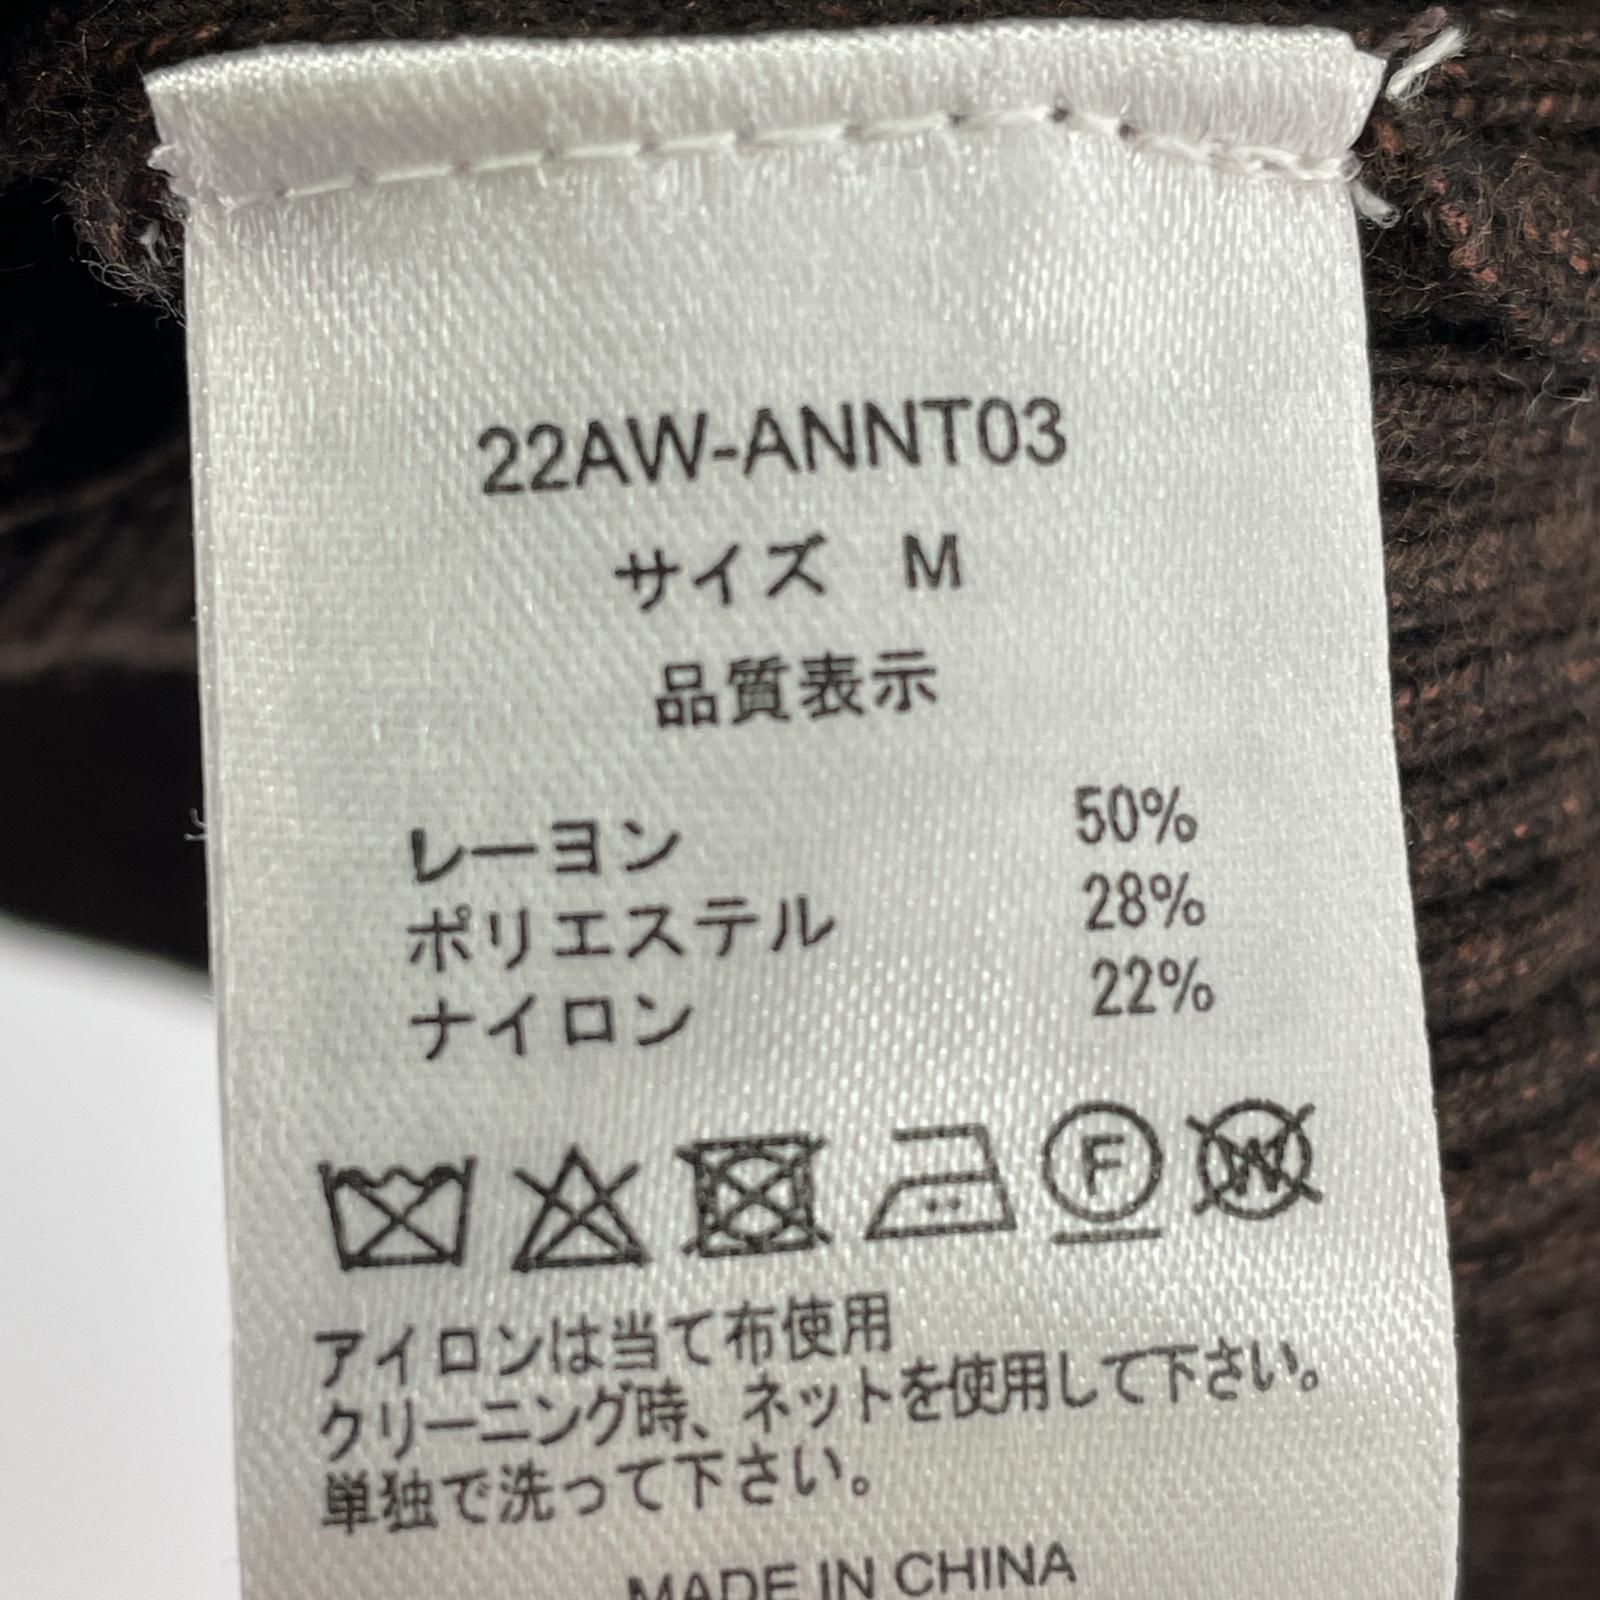 22AW-ANNT03
サイズ M
品質表示
レーヨン 50%
ポリエステル 28%
ナイロン 22%
F W
アイロンは当て布使用
クリーニング時、ネットを使用して下さい。
単独で洗って下さい。
MADE IN CHINA